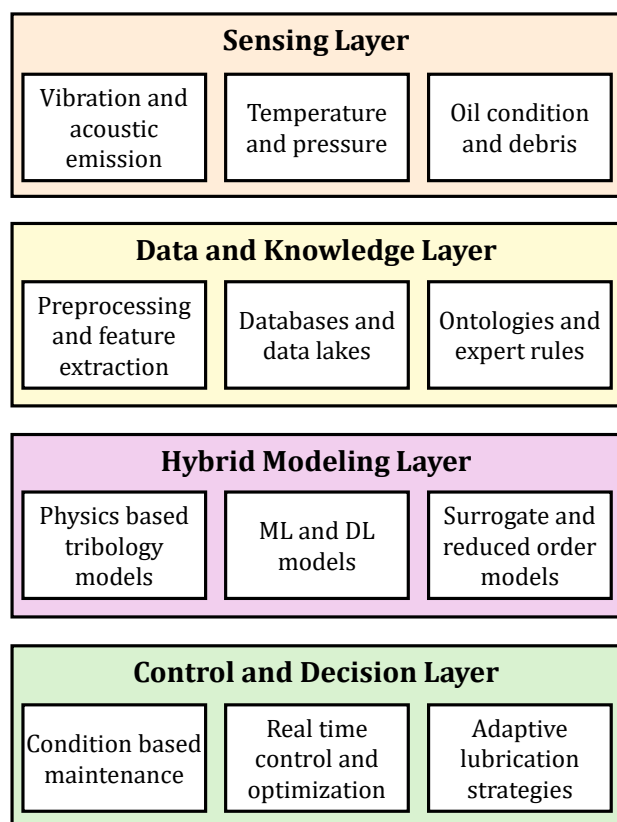 Sensing Layer
Vibration and
acoustic
emission
Temperature
and pressure
Oil condition
and debris
Data and Knowledge Layer
Preprocessing
and feature
extraction
Databases and
data lakes
Ontologies and
expert rules
Hybrid Modeling Layer
Physics based
tribology
models
ML and DL
models
Surrogate and
reduced order
models
Control and Decision Layer
Condition based
maintenance
Real time
control and
optimization
Adaptive
lubrication
strategies